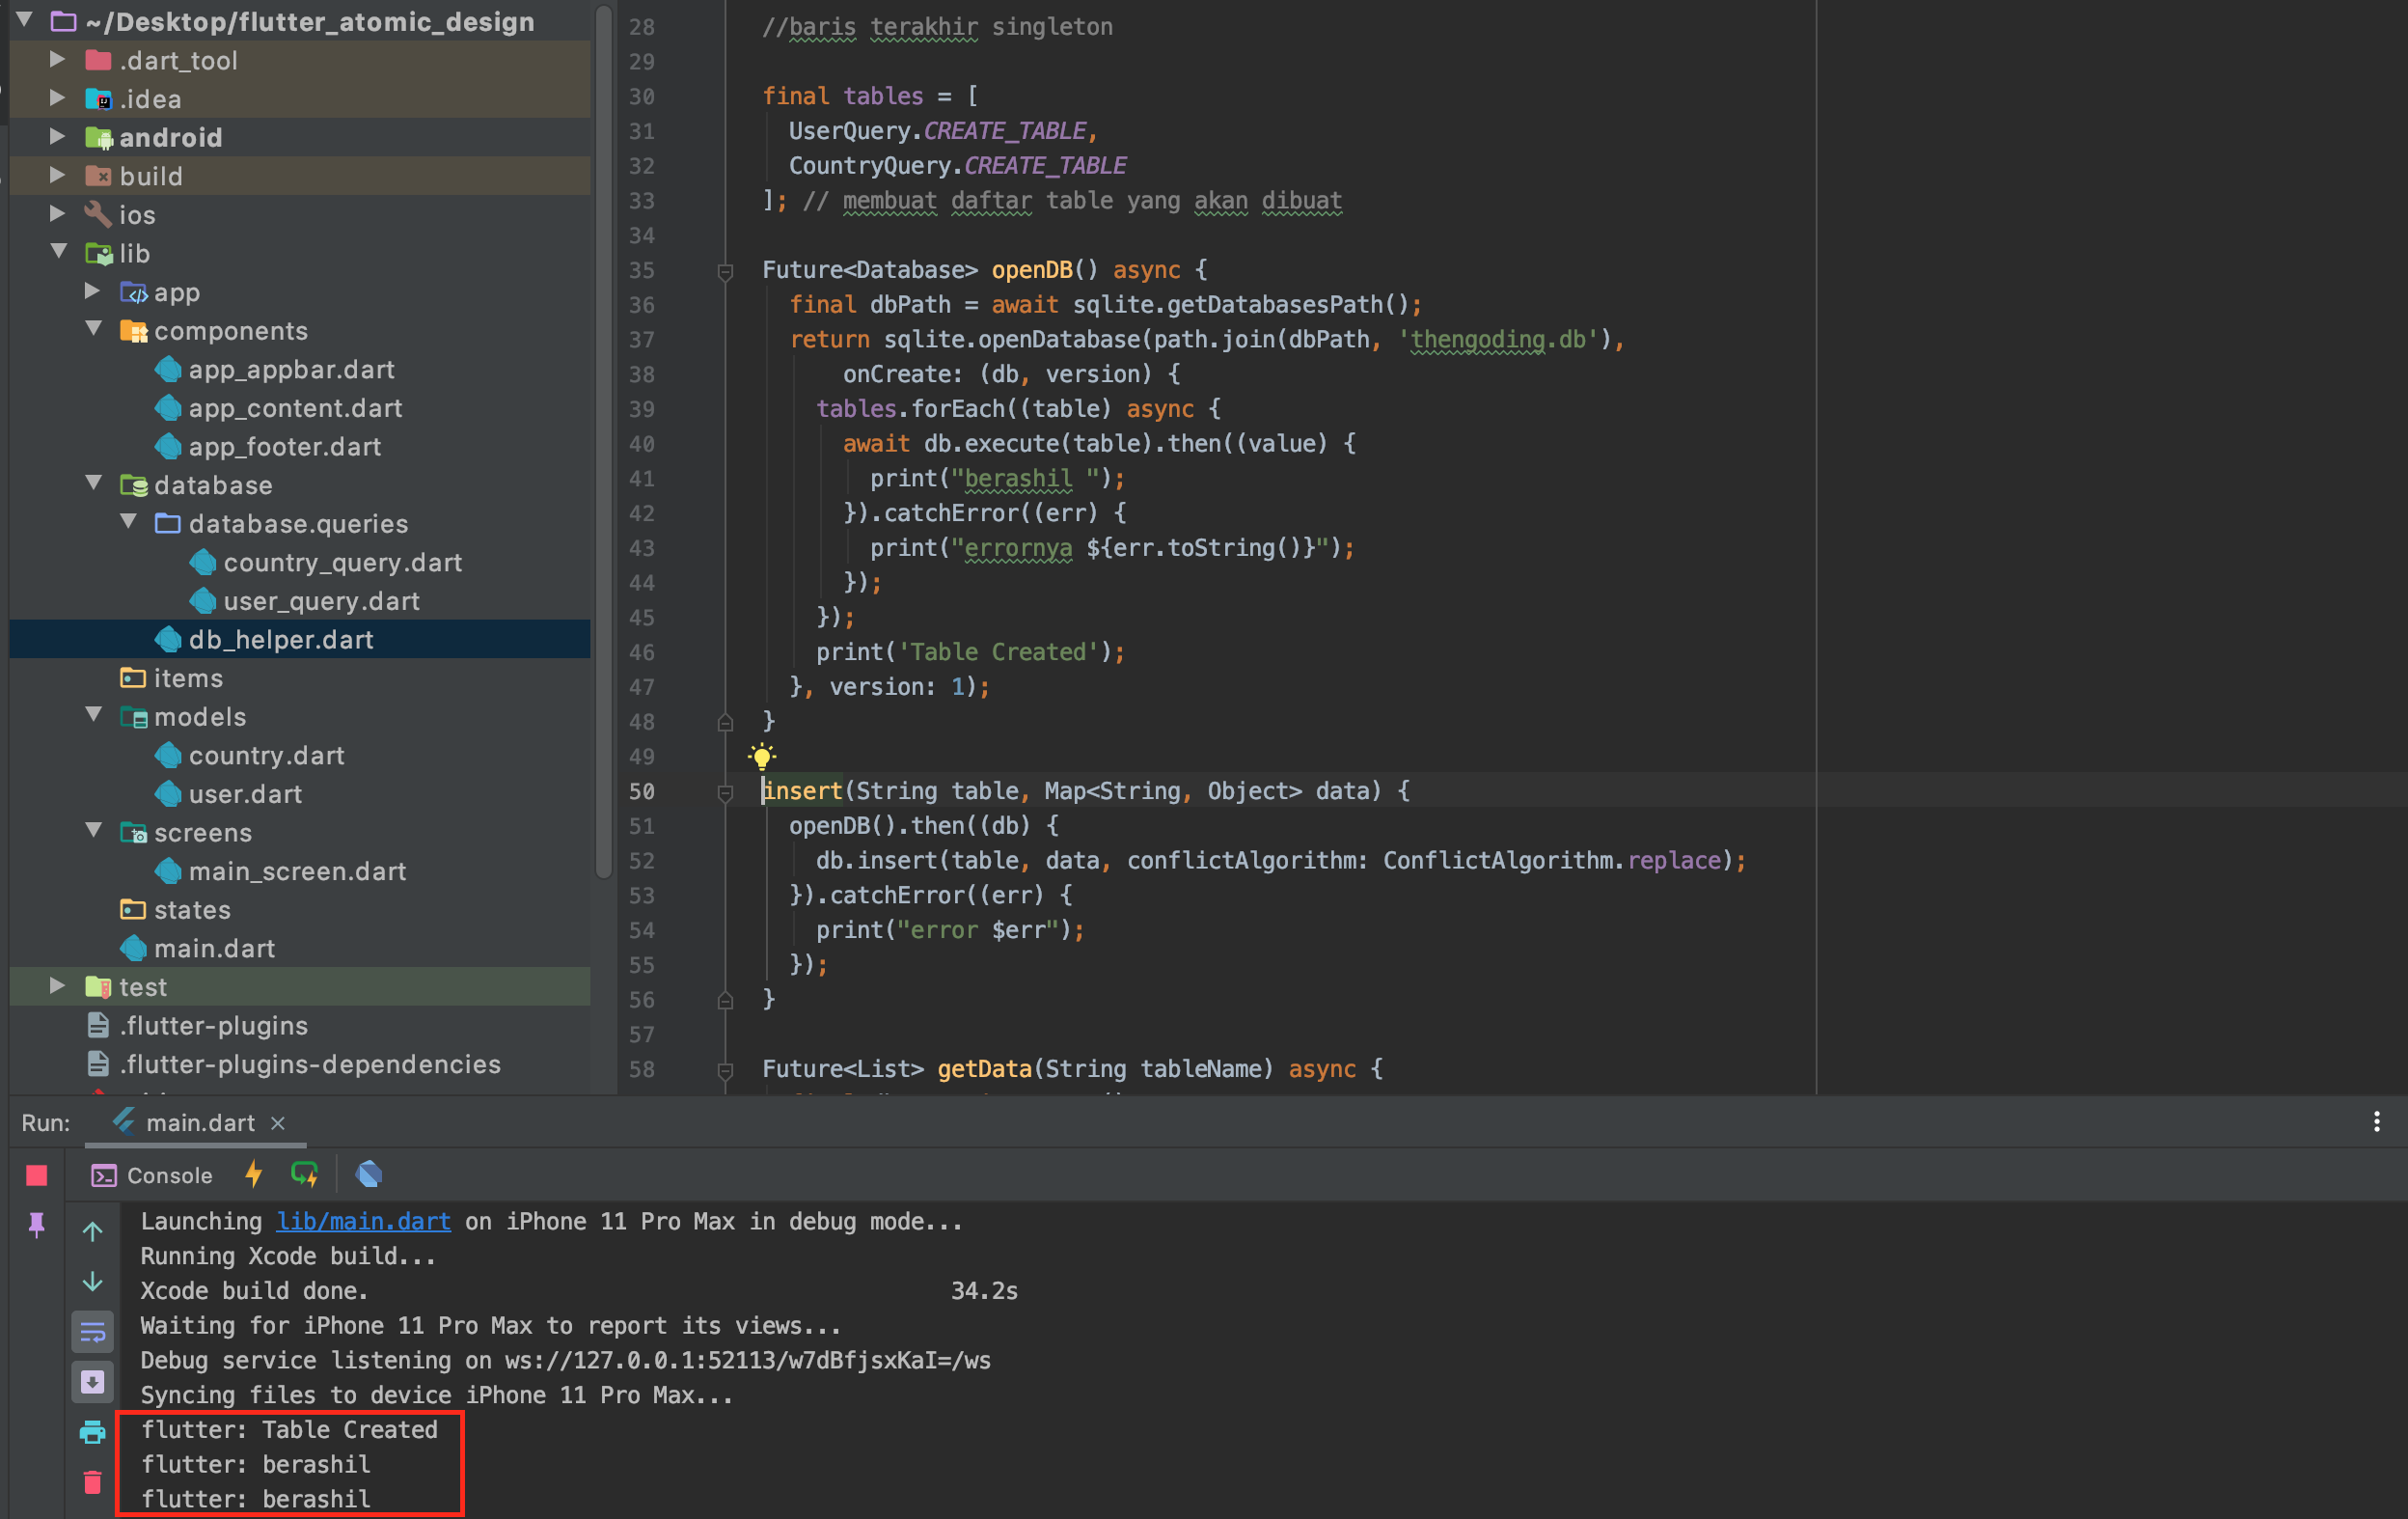 ~/Desktop/flutter_atomic_design
.dart_tool
.idea
android
build
ios
lib
app
components
app_appbar.dart
app_content.dart
app_footer.dart
database
database.queries
country_query.dart
user_query.dart
db_helper.dart
items
models
country.dart
user.dart
screens
main_screen.dart
states
main.dart
test
.flutter-plugins
.flutter-plugins-dependencies
28 //baris terakhir singleton
29
30 final tables = [
31 UserQuery.CREATE_TABLE,
32 CountryQuery.CREATE_TABLE
33 ]; // membuat daftar table yang akan dibuat
34
35 Future<Database> openDB() async {
36 final dbPath = await sqlite.getDatabasesPath();
37 return sqlite.openDatabase(path.join(dbPath, 'thengoding.db'),
38 onCreate: (db, version) {
39 tables.forEach((table) async {
40 await db.execute(table).then((value) {
41 print("berashil ");
42 }).catchError((err) {
43 print("errornya ${err.toString()}");
44 });
45 });
46 print('Table Created');
47 }, version: 1);
48 }
49
50 insert(String table, Map<String, Object> data) {
51 openDB().then((db) {
52 db.insert(table, data, conflictAlgorithm: ConflictAlgorithm.replace);
53 }).catchError((err) {
54 print("error $err");
55 });
56 }
57
58 Future<List> getData(String tableName) async {
Run: main.dart ×
Console
Launching lib/main.dart on iPhone 11 Pro Max in debug mode...
Running Xcode build...
Xcode build done. 34.2s
Waiting for iPhone 11 Pro Max to report its views...
Debug service listening on ws://127.0.0.1:52113/w7dBfjsxKaI=/ws
Syncing files to device iPhone 11 Pro Max...
flutter: Table Created
flutter: berashil
flutter: berashil